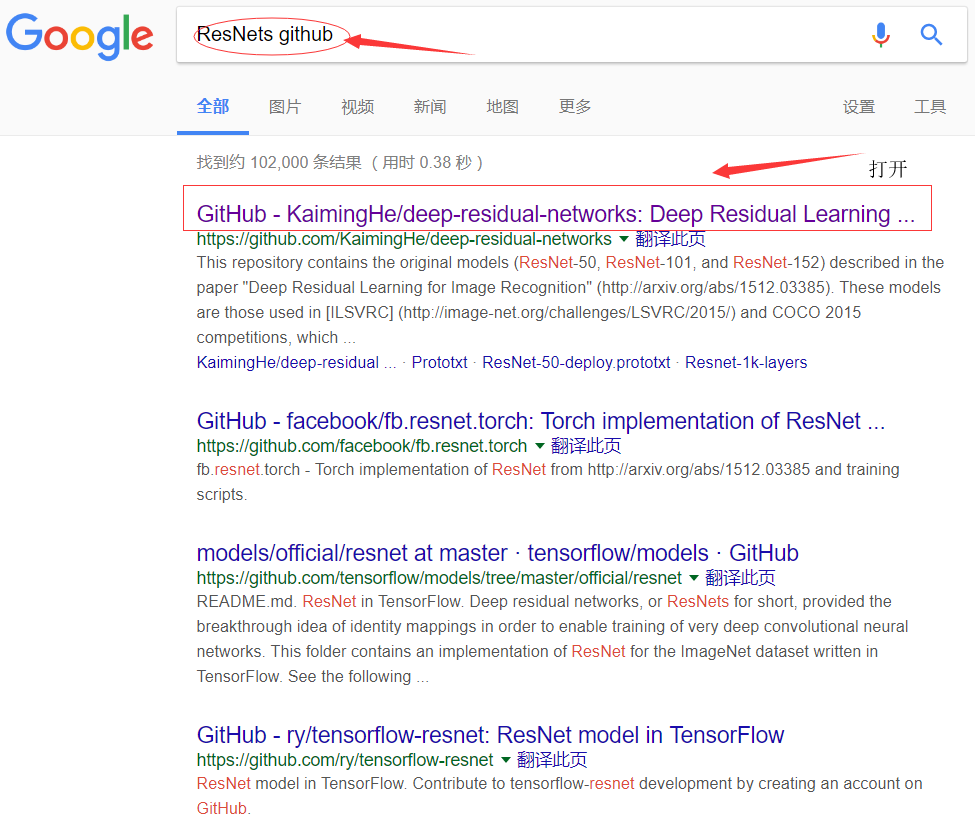 Google
ResNets github
全部 图片 视频 新闻 地图 更多 设置 工具
找到约 102,000 条结果 （用时 0.38 秒）
打开
GitHub - KaimingHe/deep-residual-networks: Deep Residual Learning ...
https://github.com/KaimingHe/deep-residual-networks ▼ 翻译此页
This repository contains the original models (ResNet-50, ResNet-101, and ResNet-152) described in the
paper "Deep Residual Learning for Image Recognition" (http://arxiv.org/abs/1512.03385). These models
are those used in [ILSVRC] (http://image-net.org/challenges/LSVRC/2015/) and COCO 2015
competitions, which ...
KaimingHe/deep-residual ... · Prototxt · ResNet-50-deploy.prototxt · Resnet-1k-layers
GitHub - facebook/fb.resnet.torch: Torch implementation of ResNet ...
https://github.com/facebook/fb.resnet.torch ▼ 翻译此页
fb.resnet.torch - Torch implementation of ResNet from http://arxiv.org/abs/1512.03385 and training
scripts.
models/official/resnet at master · tensorflow/models · GitHub
https://github.com/tensorflow/models/tree/master/official/resnet ▼ 翻译此页
README.md. ResNet in TensorFlow. Deep residual networks, or ResNets for short, provided the
breakthrough idea of identity mappings in order to enable training of very deep convolutional neural
networks. This folder contains an implementation of ResNet for the ImageNet dataset written in
TensorFlow. See the following ...
GitHub - ry/tensorflow-resnet: ResNet model in TensorFlow
https://github.com/ry/tensorflow-resnet ▼ 翻译此页
ResNet model in TensorFlow. Contribute to tensorflow-resnet development by creating an account on
GitHub.